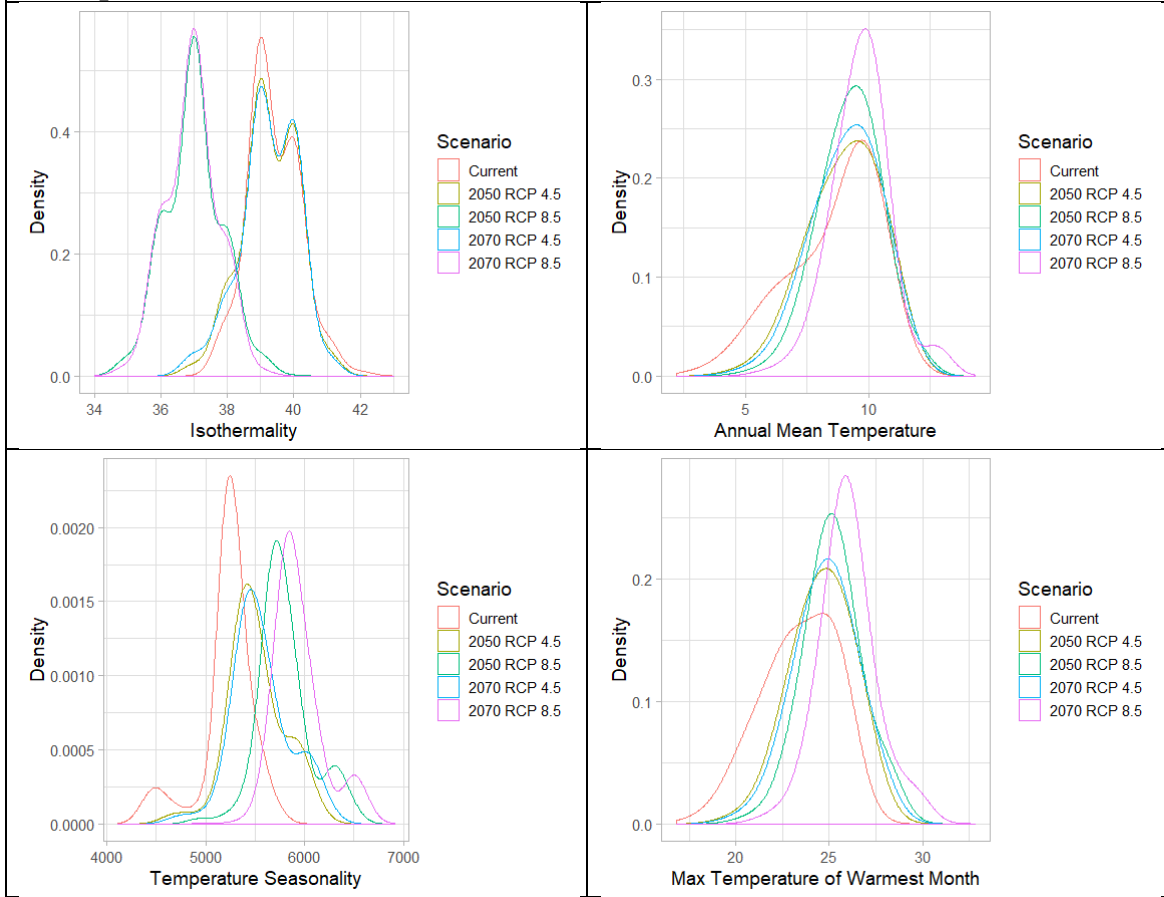 Density
0.4
0.2
0.0
34 36 38 40 42
Isothermality
Scenario
Current
2050 RCP 4.5
2050 RCP 8.5
2070 RCP 4.5
2070 RCP 8.5
Density
0.3
0.2
0.1
0.0
5 10
Annual Mean Temperature
Scenario
Current
2050 RCP 4.5
2050 RCP 8.5
2070 RCP 4.5
2070 RCP 8.5
Density
0.0020
0.0015
0.0010
0.0005
0.0000
4000 5000 6000 7000
Temperature Seasonality
Scenario
Current
2050 RCP 4.5
2050 RCP 8.5
2070 RCP 4.5
2070 RCP 8.5
Density
0.2
0.1
0.0
20 25 30
Max Temperature of Warmest Month
Scenario
Current
2050 RCP 4.5
2050 RCP 8.5
2070 RCP 4.5
2070 RCP 8.5